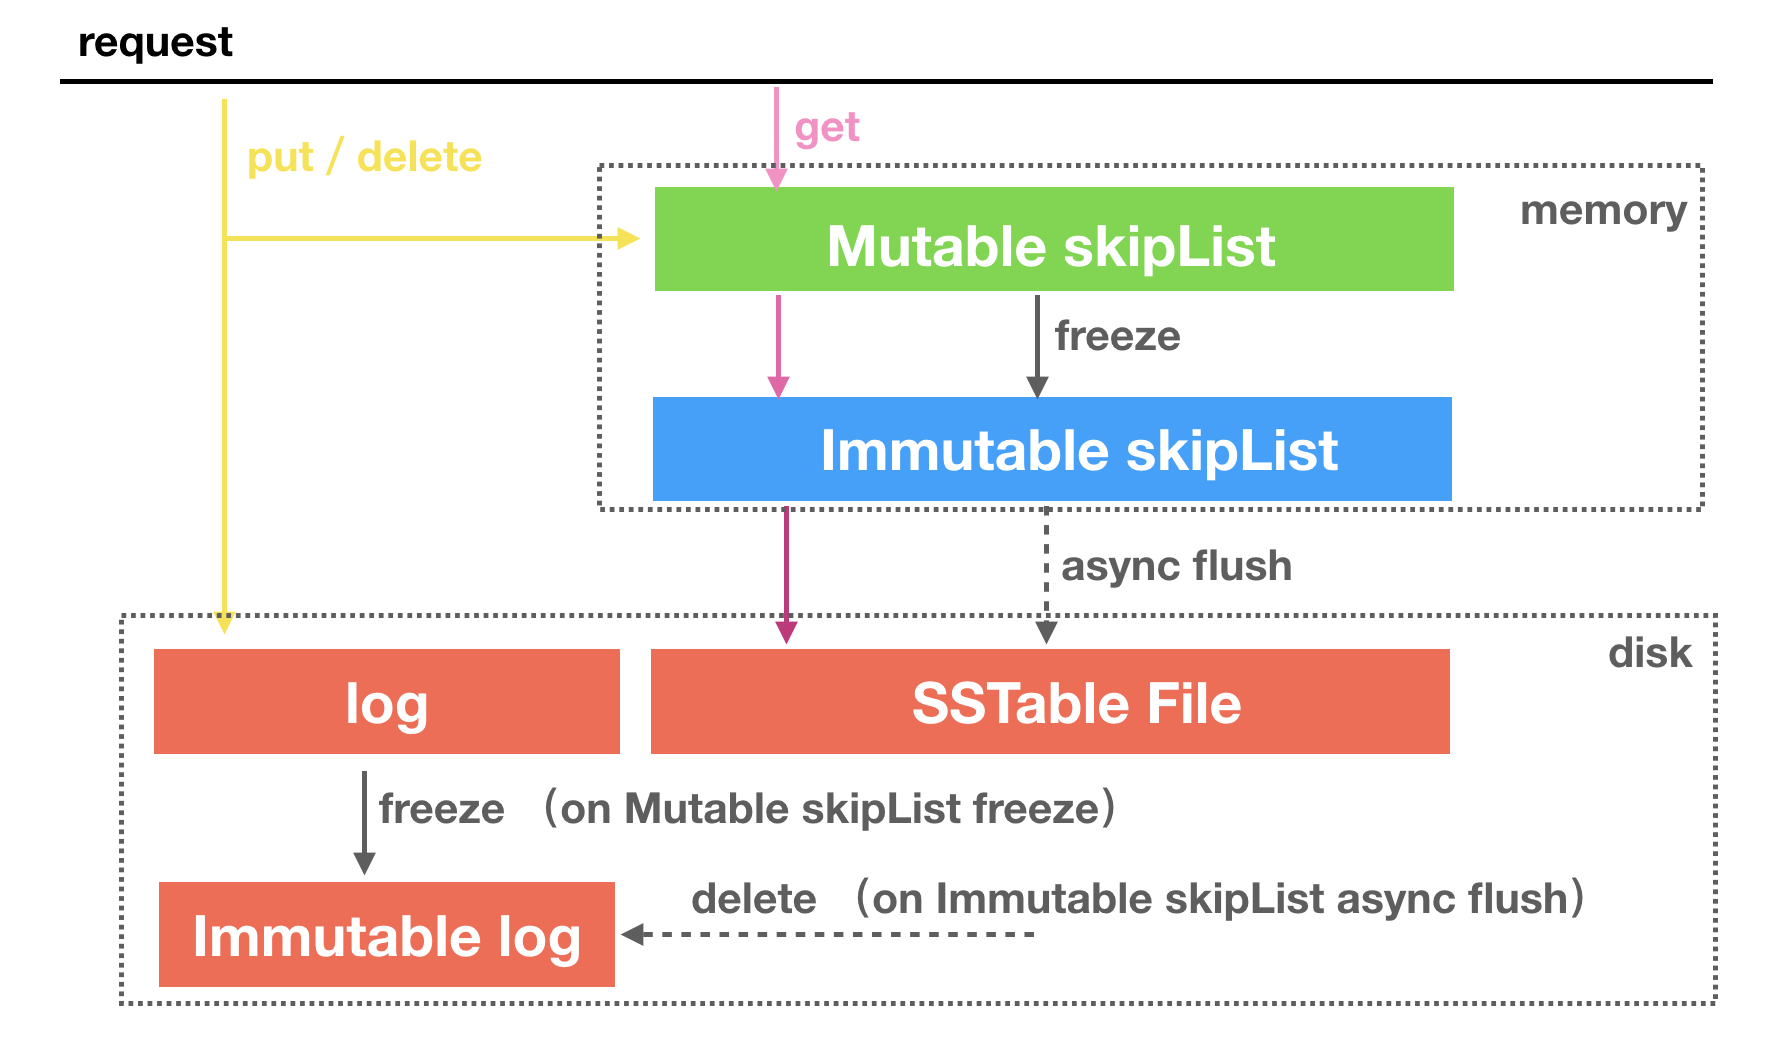 request
get
put / delete
memory
Mutable skipList
freeze
Immutable skipList
async flush
disk
log
SSTable File
freeze （on Mutable skipList freeze）
delete （on Immutable skipList async flush）
Immutable log